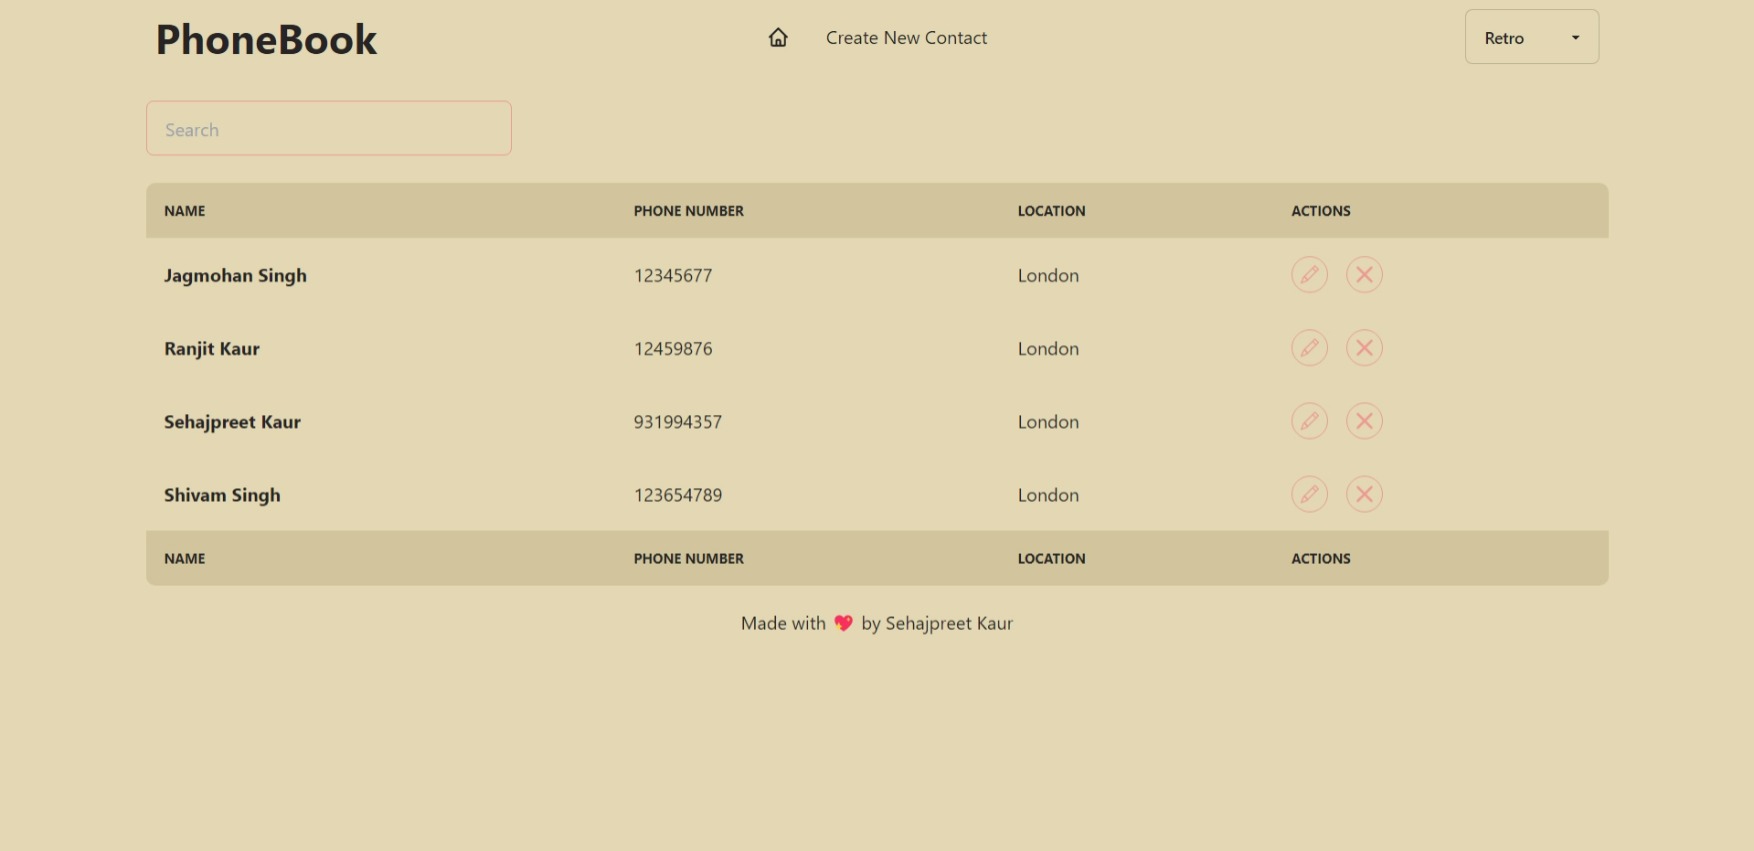 PhoneBook
Create New Contact
Retro
Search
NAME PHONE NUMBER LOCATION ACTIONS
Jagmohan Singh 12345677 London
Ranjit Kaur 12459876 London
Sehajpreet Kaur 931994357 London
Shivam Singh 123654789 London
NAME PHONE NUMBER LOCATION ACTIONS
Made with 💖 by Sehajpreet Kaur